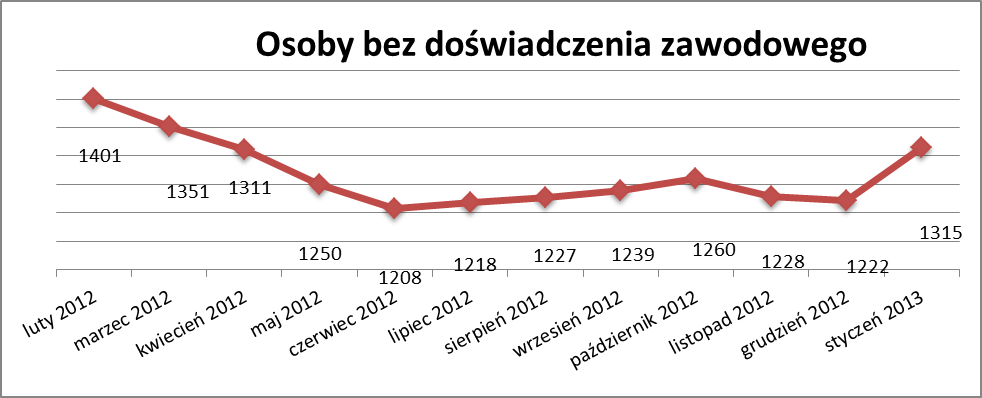 Osoby bez doświadczenia zawodowego
1401
1351
1311
1250
1208
1218
1227
1239
1260
1228
1222
1315
luty 2012
marzec 2012
kwiecień 2012
maj 2012
czerwiec 2012
lipiec 2012
sierpień 2012
wrzesień 2012
październik 2012
listopad 2012
grudzień 2012
styczeń 2013